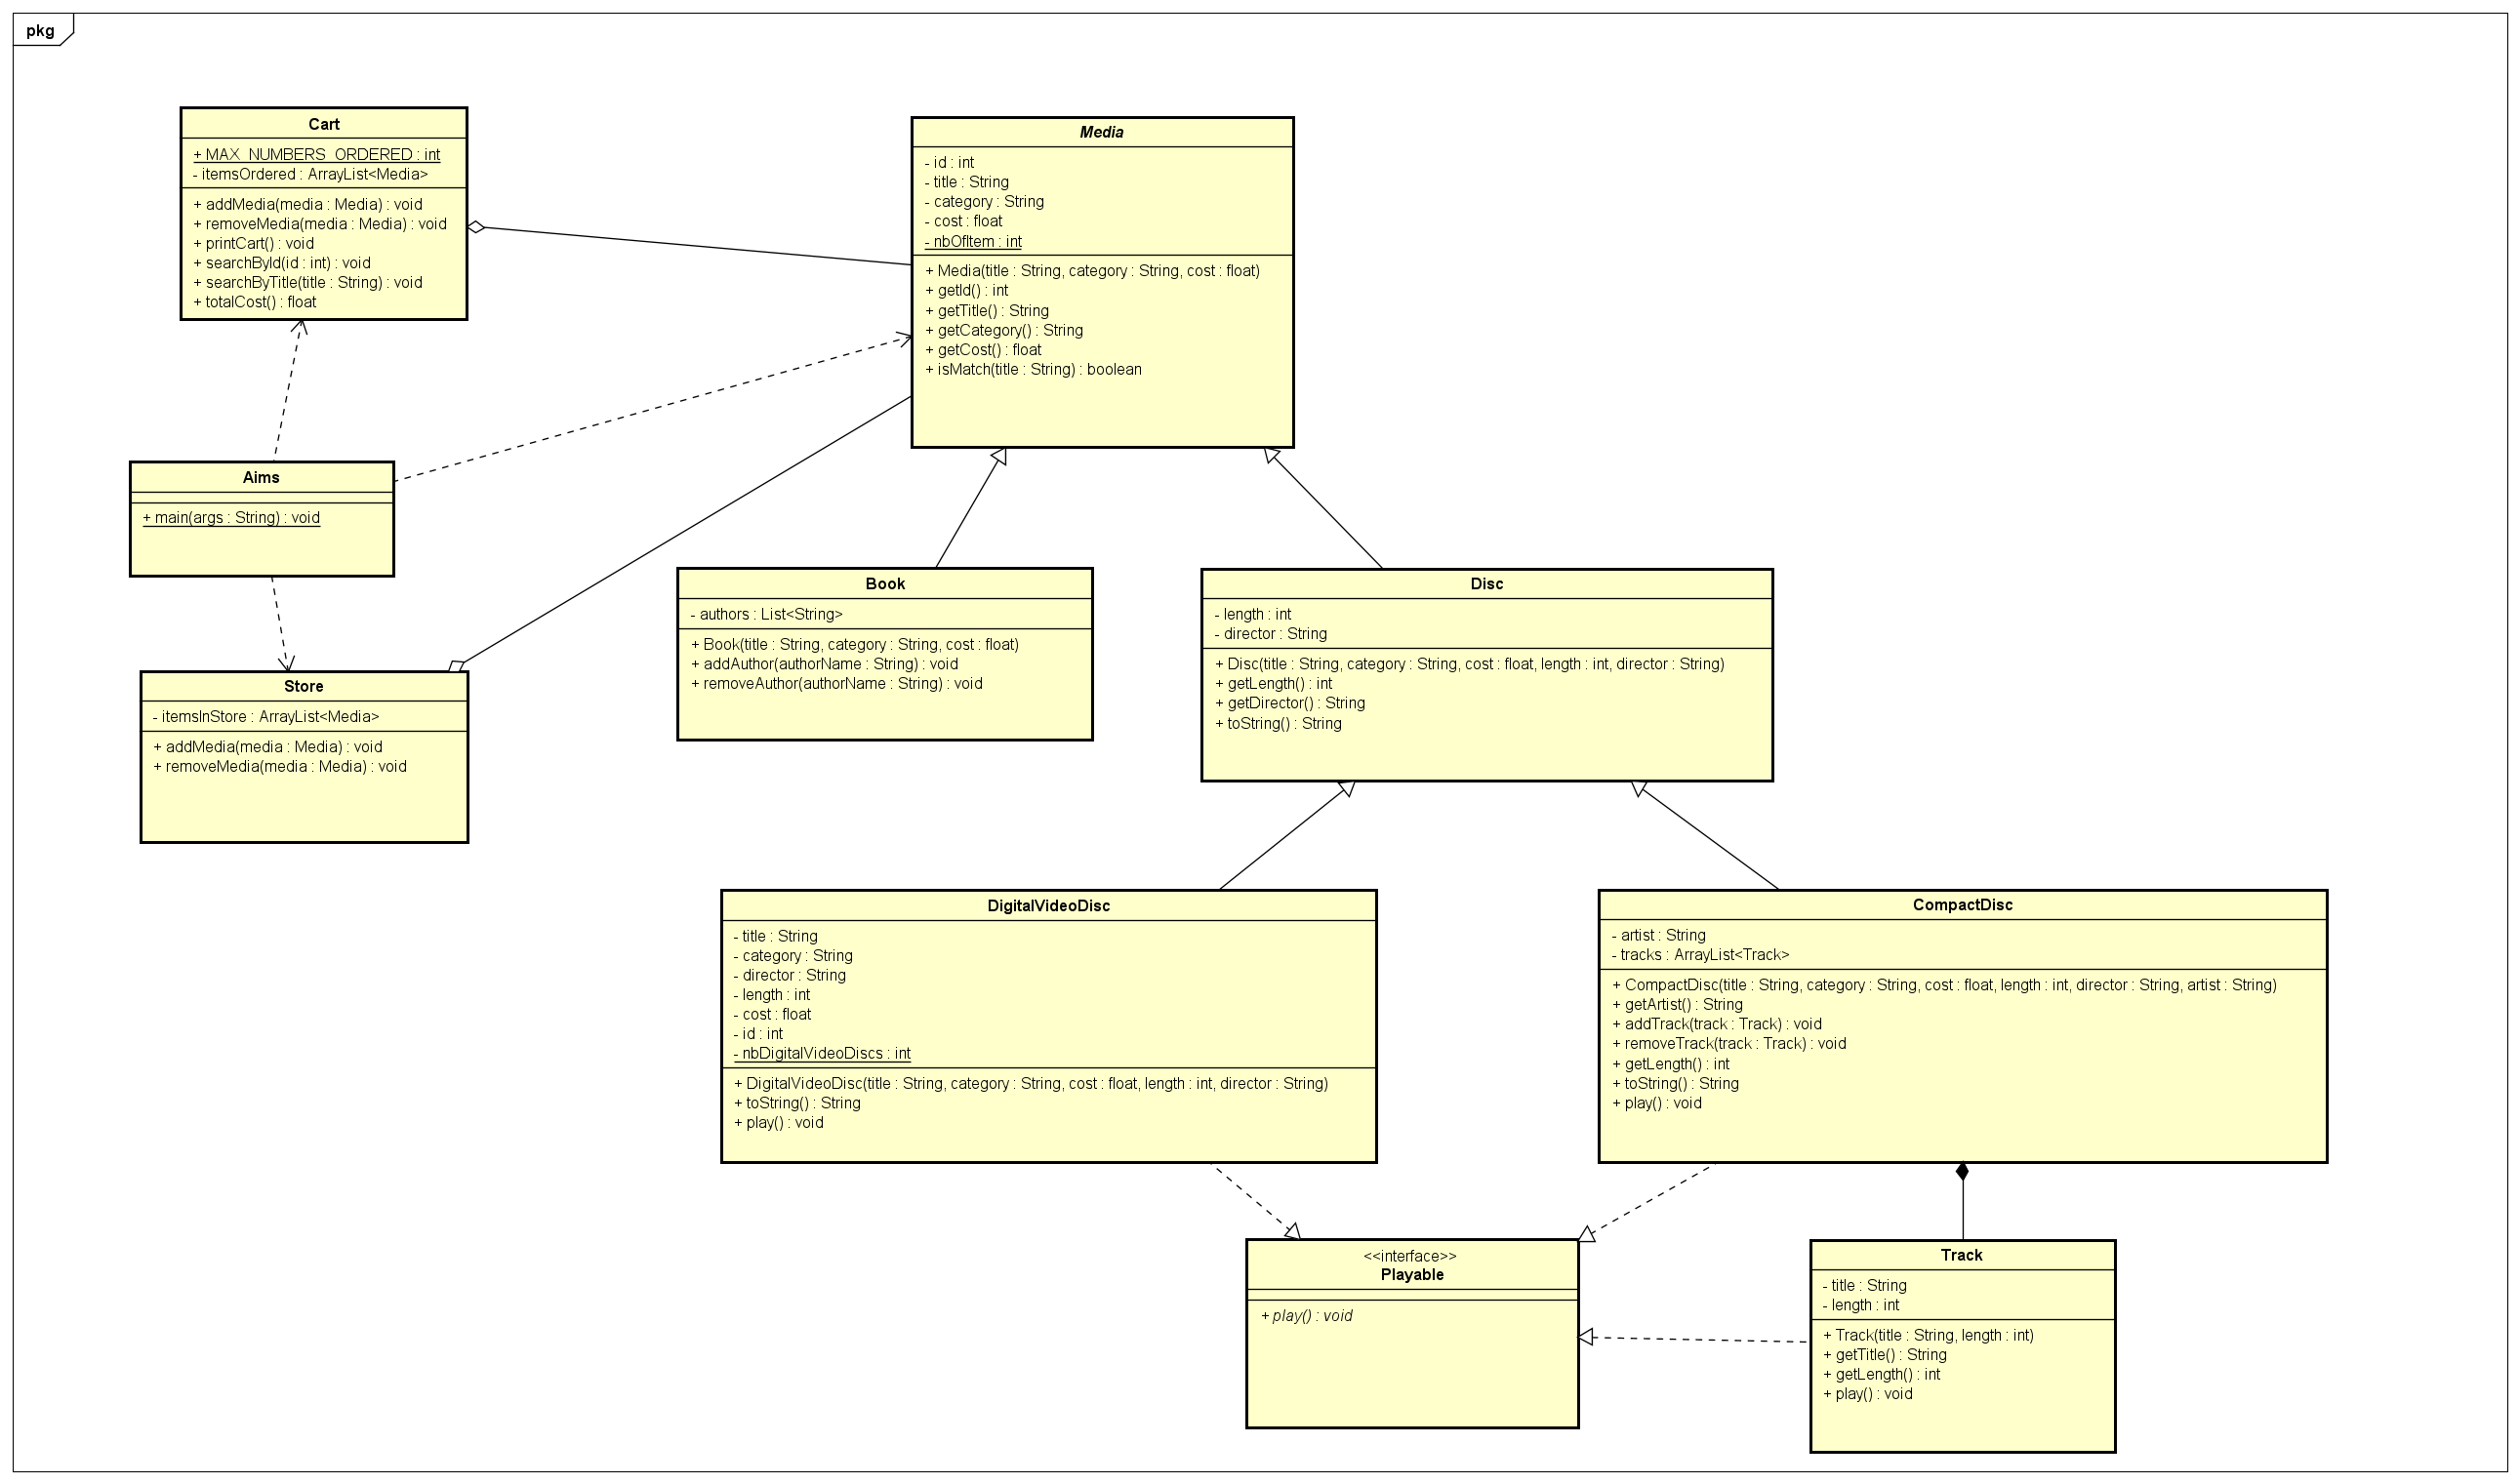 pkg
Cart
+ MAX_NUMBERS_ORDERED : int
- itemsOrdered : ArrayList<Media>
+ addMedia(media : Media) : void
+ removeMedia(media : Media) : void
+ printCart() : void
+ searchById(id : int) : void
+ searchByTitle(title : String) : void
+ totalCost() : float
Media
- id : int
- title : String
- category : String
- cost : float
- nbOfItem : int
+ Media(title : String, category : String, cost : float)
+ getId() : int
+ getTitle() : String
+ getCategory() : String
+ getCost() : float
+ isMatch(title : String) : boolean
Aims
+ main(args : String) : void
Book
- authors : List<String>
+ Book(title : String, category : String, cost : float)
+ addAuthor(authorName : String) : void
+ removeAuthor(authorName : String) : void
Disc
- length : int
- director : String
+ Disc(title : String, category : String, cost : float, length : int, director : String)
+ getLength() : int
+ getDirector() : String
+ toString() : String
Store
- itemsInStore : ArrayList<Media>
+ addMedia(media : Media) : void
+ removeMedia(media : Media) : void
DigitalVideoDisc
- title : String
- category : String
- director : String
- length : int
- cost : float
- id : int
- nbDigitalVideoDiscs : int
+ DigitalVideoDisc(title : String, category : String, cost : float, length : int, director : String)
+ toString() : String
+ play() : void
CompactDisc
- artist : String
- tracks : ArrayList<Track>
+ CompactDisc(title : String, category : String, cost : float, length : int, director : String, artist : String)
+ getArtist() : String
+ addTrack(track : Track) : void
+ removeTrack(track : Track) : void
+ getLength() : int
+ toString() : String
+ play() : void
<<interface>>
Playable
+ play() : void
Track
- title : String
- length : int
+ Track(title : String, length : int)
+ getTitle() : String
+ getLength() : int
+ play() : void